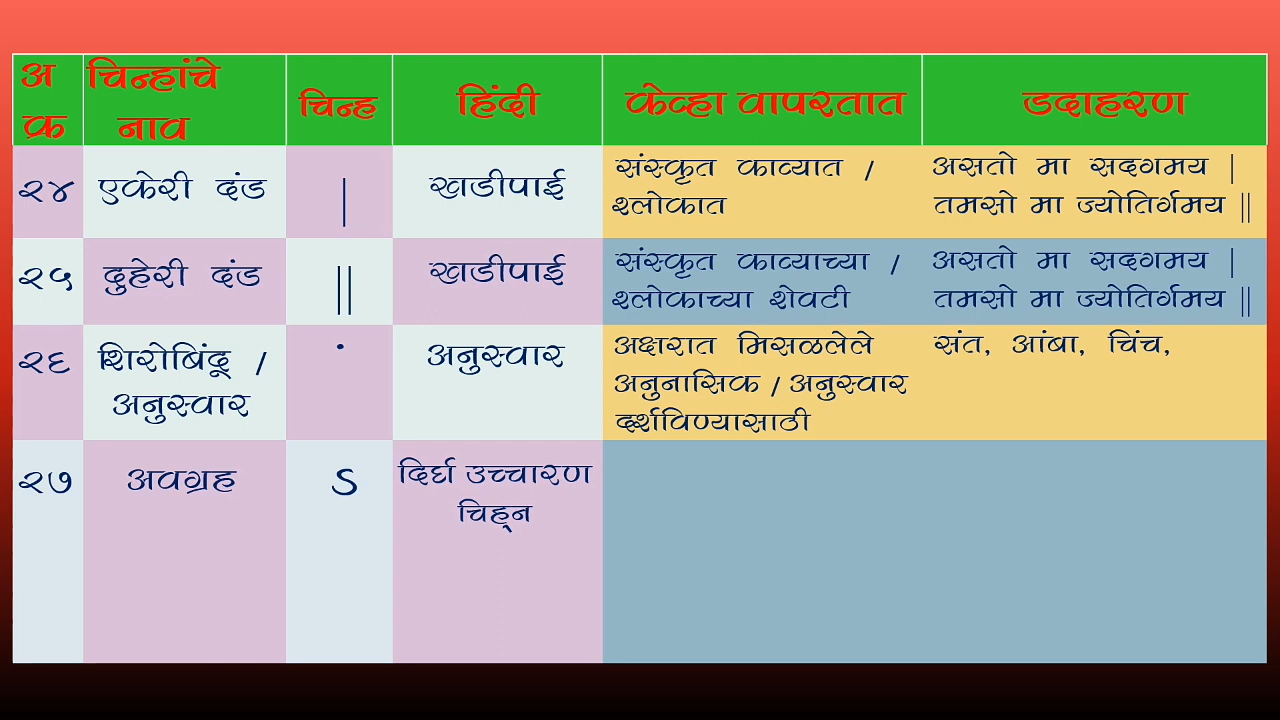 अ क्र चिन्हांचे नाव चिन्ह हिंदी केव्हा वापरतात उदाहरण
२४ एकेरी दंड | खडीपाई संस्कृत काव्यात / असतो मा सदगमय |
श्लोकात तमसो मा ज्योतिर्गमय ||
२५ दुहेरी दंड || खडीपाई संस्कृत काव्याच्या / असतो मा सदगमय |
श्लोकाच्या शेवटी तमसो मा ज्योतिर्गमय ||
२६ शिरोबिंदू / ˙ अनुस्वार अक्षरात मिसळलेले संत, आंबा, चिंच,
अनुस्वार अनुनासिक / अनुस्वार
दर्शविण्यासाठी
२७ अवग्रह ऽ दिर्घ उच्चारण
चिह्न